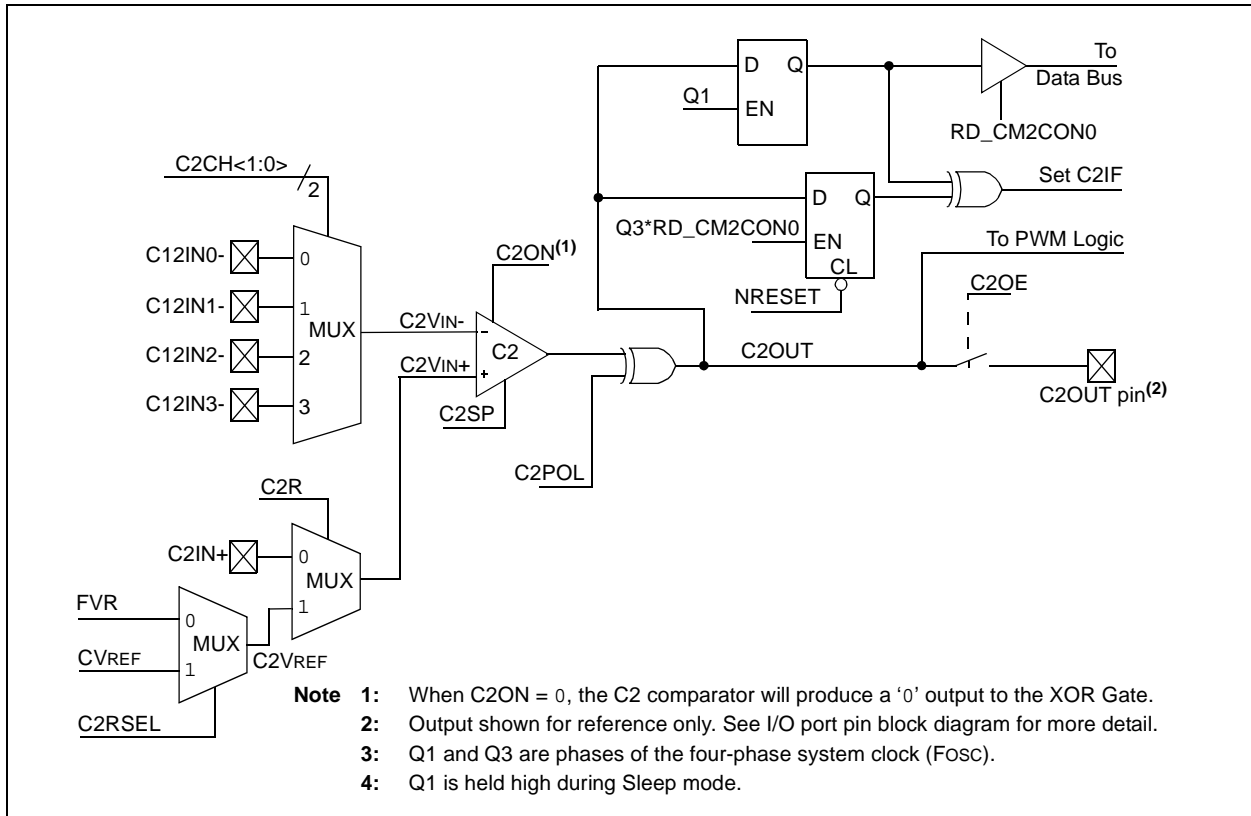 D Q
To
Data Bus
Q1
EN
RD_CM2CON0
C2CH<1:0>
2
D Q
Set C2IF
Q3*RD_CM2CON0
EN
CL
NRESET
To PWM Logic
C2OE
C12IN0-
0
C2ON(1)
C12IN1-
1
MUX
C2VIN-
-
C2
C12IN2-
2
C2VIN+
+
C2OUT
C12IN3-
3
C2SP
C2OUT pin(2)
C2POL
C2R
C2IN+
0
MUX
1
FVR
0
MUX
CVREF
1
C2VREF
C2RSEL
Note 1: When C2ON = 0, the C2 comparator will produce a ‘0’ output to the XOR Gate.
2: Output shown for reference only. See I/O port pin block diagram for more detail.
3: Q1 and Q3 are phases of the four-phase system clock (FOSC).
4: Q1 is held high during Sleep mode.